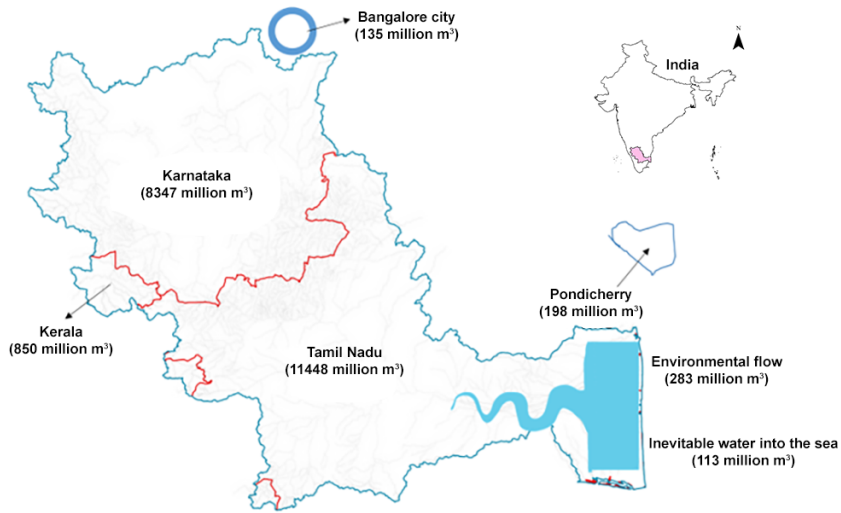 Bangalore city
(135 million m³)
N
India
Karnataka
(8347 million m³)
Pondicherry
(198 million m³)
Kerala
(850 million m³)
Tamil Nadu
(11448 million m³)
Environmental flow
(283 million m³)
Inevitable water into the sea
(113 million m³)